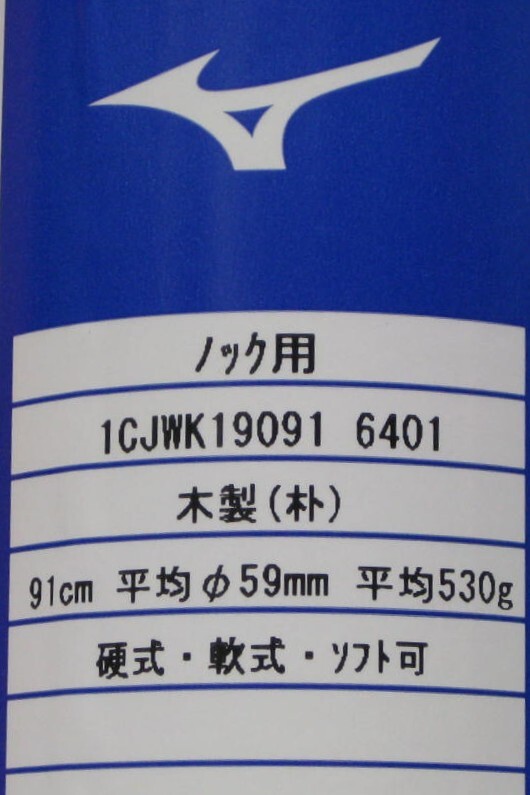 ノック用
1CJWK19091 6401
木製(朴)
91cm 平均φ59mm 平均530g
硬式・軟式・ソフト可